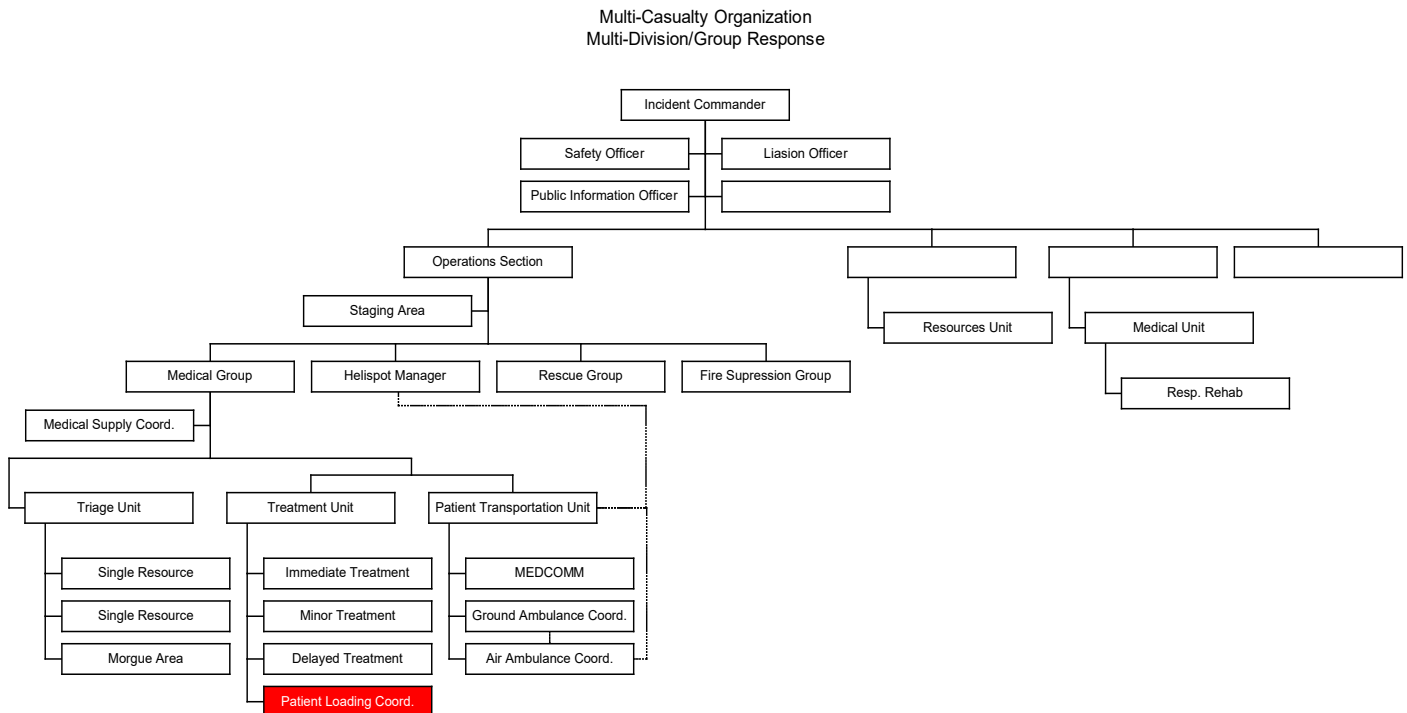 Multi-Casualty Organization
Multi-Division/Group Response
Incident Commander
Safety Officer
Liasion Officer
Public Information Officer
Operations Section
Staging Area
Resources Unit
Medical Unit
Medical Group
Helispot Manager
Rescue Group
Fire Supression Group
Resp. Rehab
Medical Supply Coord.
Triage Unit
Treatment Unit
Patient Transportation Unit
Single Resource
Immediate Treatment
MEDCOMM
Single Resource
Minor Treatment
Ground Ambulance Coord.
Morgue Area
Delayed Treatment
Air Ambulance Coord.
Patient Loading Coord.